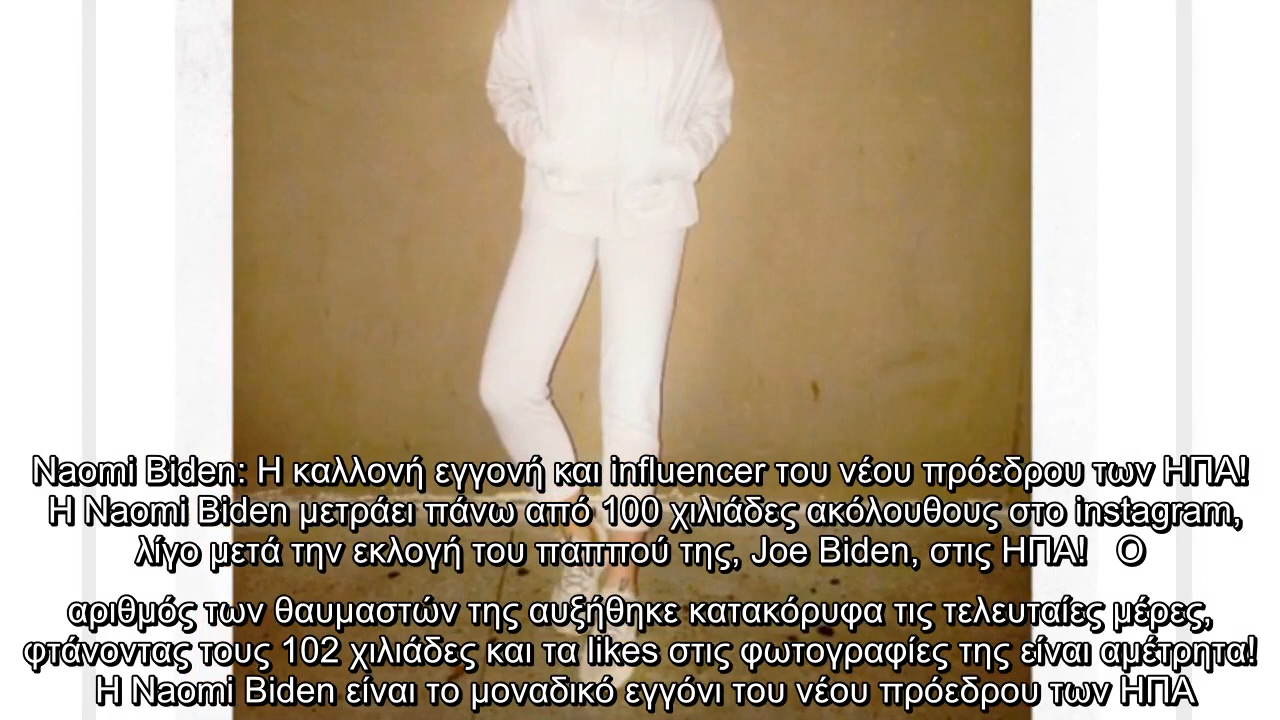 Naomi Biden: Η καλλονή εγγονή και influencer του νέου πρόεδρου των ΗΠΑ!
Η Naomi Biden μετράει πάνω από 100 χιλιάδες ακόλουθους στο instagram,
λίγο μετά την εκλογή του παππού της, Joe Biden, στις ΗΠΑ!   Ο
αριθμός των θαυμαστών της αυξήθηκε κατακόρυφα τις τελευταίες μέρες,
φτάνοντας τους 102 χιλιάδες και τα likes στις φωτογραφίες της είναι αμέτρητα!
Η Naomi Biden είναι το μοναδικό εγγόνι του νέου πρόεδρου των ΗΠΑ